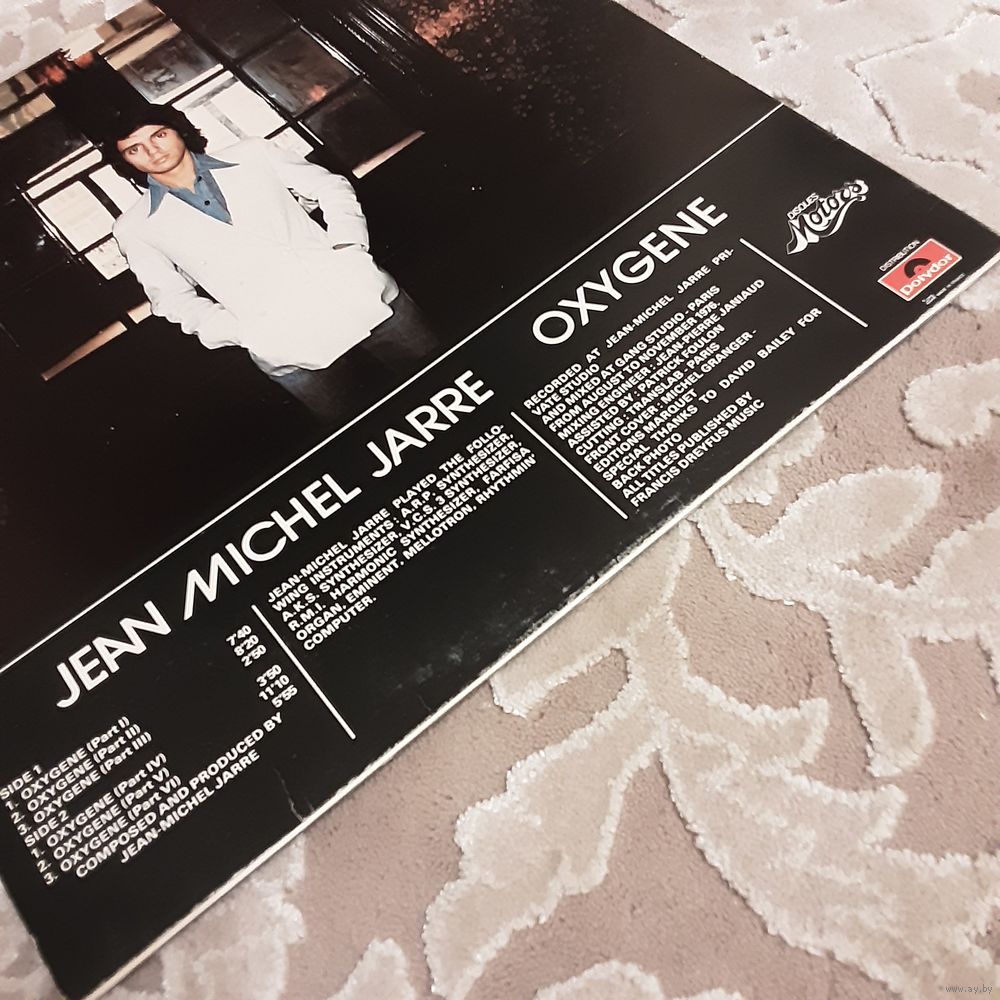 JEAN MICHEL JARRE
OXYGENE
SIDE 1
1. OXYGENE (Part I) 7'40
2. OXYGENE (Part II) 8'20
3. OXYGENE (Part III) 2'50
SIDE 2
1. OXYGENE (Part IV) 3'50
2. OXYGENE (Part V) 11'10
3. OXYGENE (Part VI) 5'55
COMPOSED AND PRODUCED BY
JEAN-MICHEL JARRE
JEAN-MICHEL JARRE PLAYED THE FOLLO-
WING INSTRUMENTS: A.R.P. SYNTHESIZER,
A.K.S. SYNTHESIZER, V.C.S. 3 SYNTHESIZER,
R.M.I. HARMONIC SYNTHESIZER, FARFISA
ORGAN, EMINENT, MELLOTRON, RHYTHMIN
COMPUTER.
RECORDED AT JEAN-MICHEL JARRE PRI-
VATE STUDIO
AND MIXED AT GANG STUDIO - PARIS
FROM AUGUST TO NOVEMBER 1976.
MIXING ENGINEER: JEAN-PIERRE JANIAUD
ASSISTED BY: PATRICK FOULON
CUTTING: TRANSLAB - PARIS
FRONT COVER: MICHEL GRANGER -
EDITIONS MARQUET
SPECIAL THANKS TO DAVID BAILEY FOR
BACK PHOTO
ALL TITLES PUBLISHED BY
FRANCIS DREYFUS MUSIC
DISQUES
Motors
DISTRIBUTION
Polydor
www.ay.by